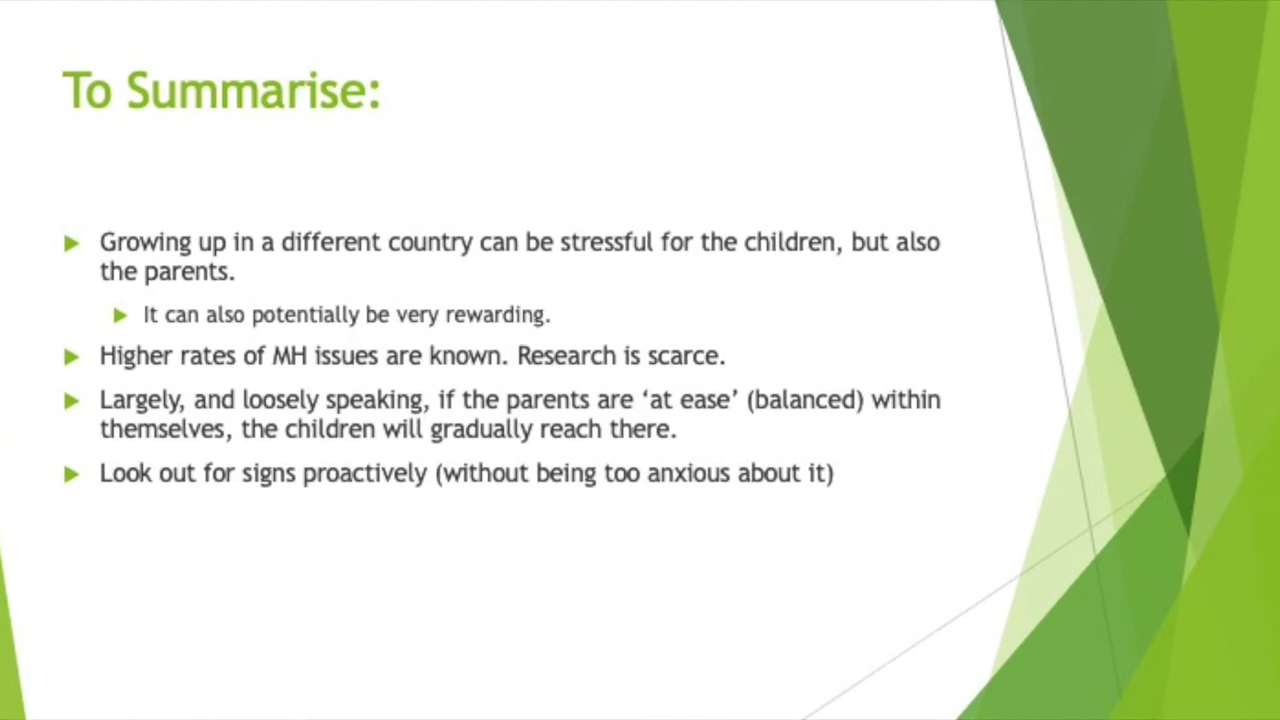 To Summarise:
Growing up in a different country can be stressful for the children, but also
the parents.
It can also potentially be very rewarding.
Higher rates of MH issues are known. Research is scarce.
Largely, and loosely speaking, if the parents are ‘at ease’ (balanced) within
themselves, the children will gradually reach there.
Look out for signs proactively (without being too anxious about it)